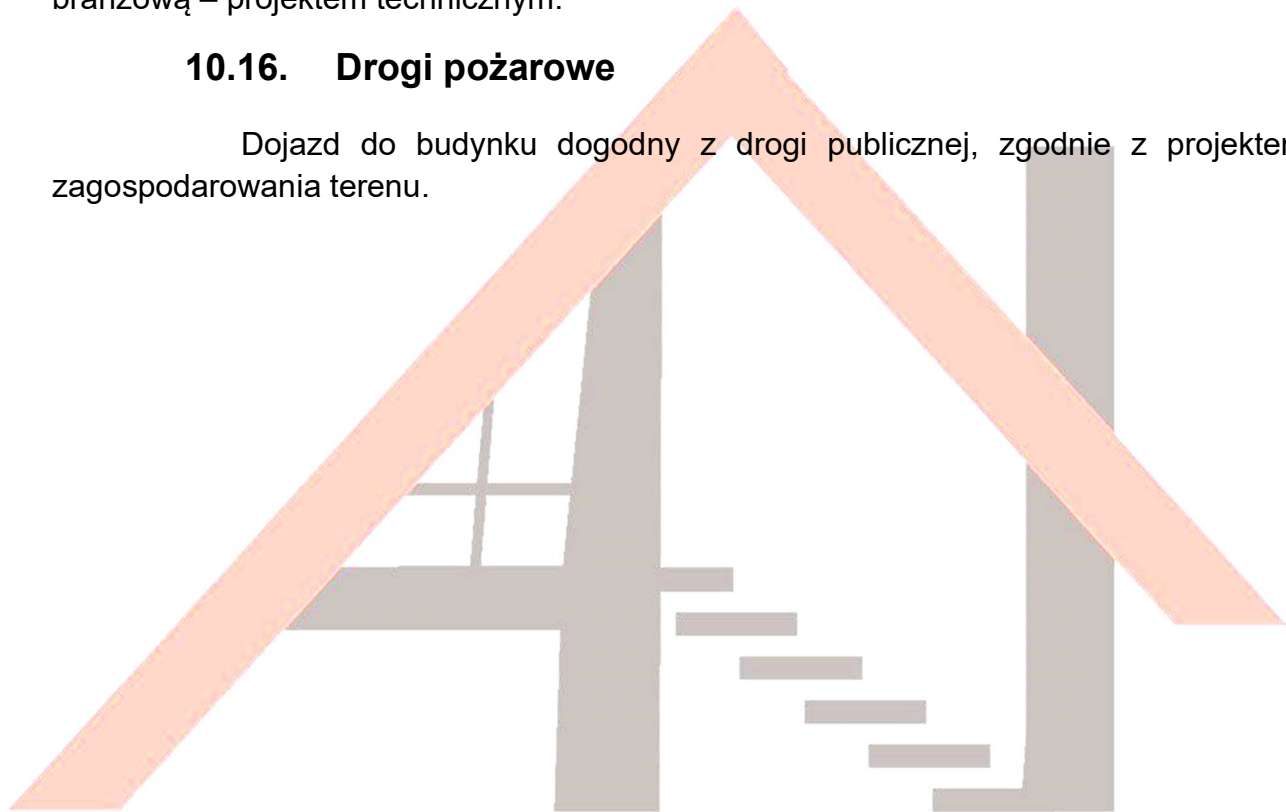 branżową – projektem technicznym.
10.16. Drogi pożarowe
Dojazd do budynku dogodny z drogi publicznej, zgodnie z projektem
zagospodarowania terenu.